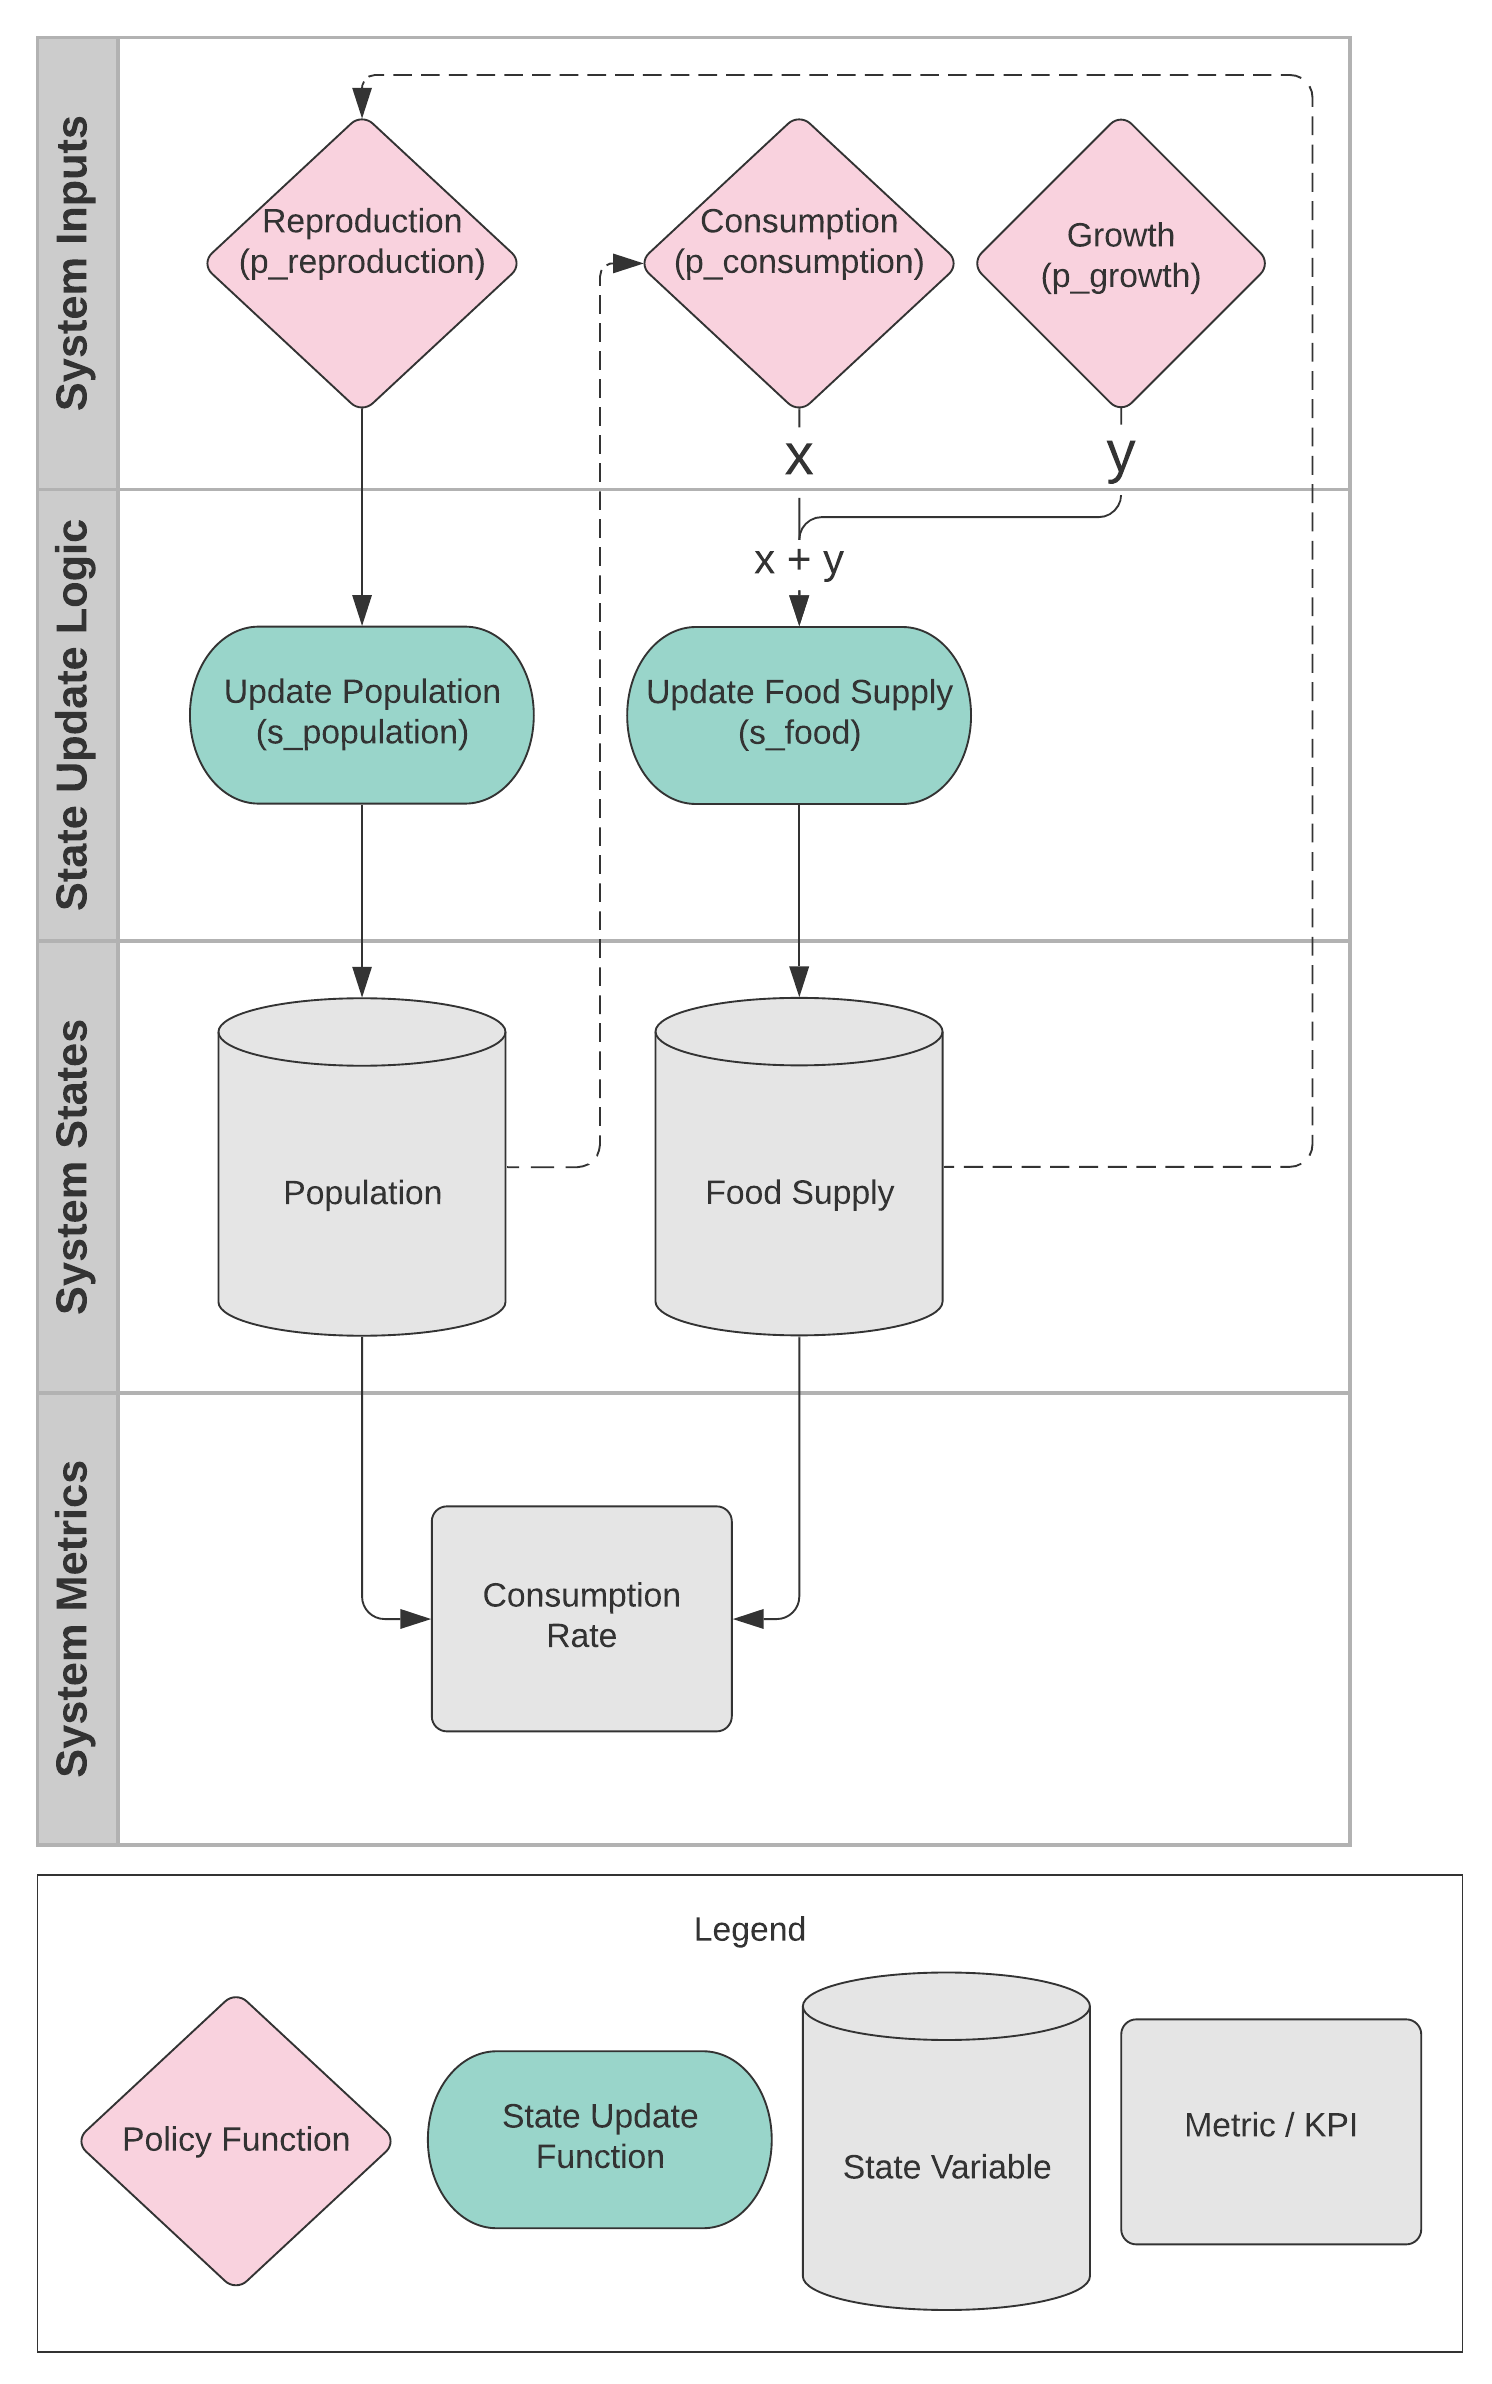 System Inputs
Reproduction
(p_reproduction)
Consumption
(p_consumption)
Growth
(p_growth)
x
y
State Update Logic
x + y
Update Population
(s_population)
Update Food Supply
(s_food)
System States
Population
Food Supply
System Metrics
Consumption
Rate
Legend
Policy Function
State Update
Function
State Variable
Metric / KPI